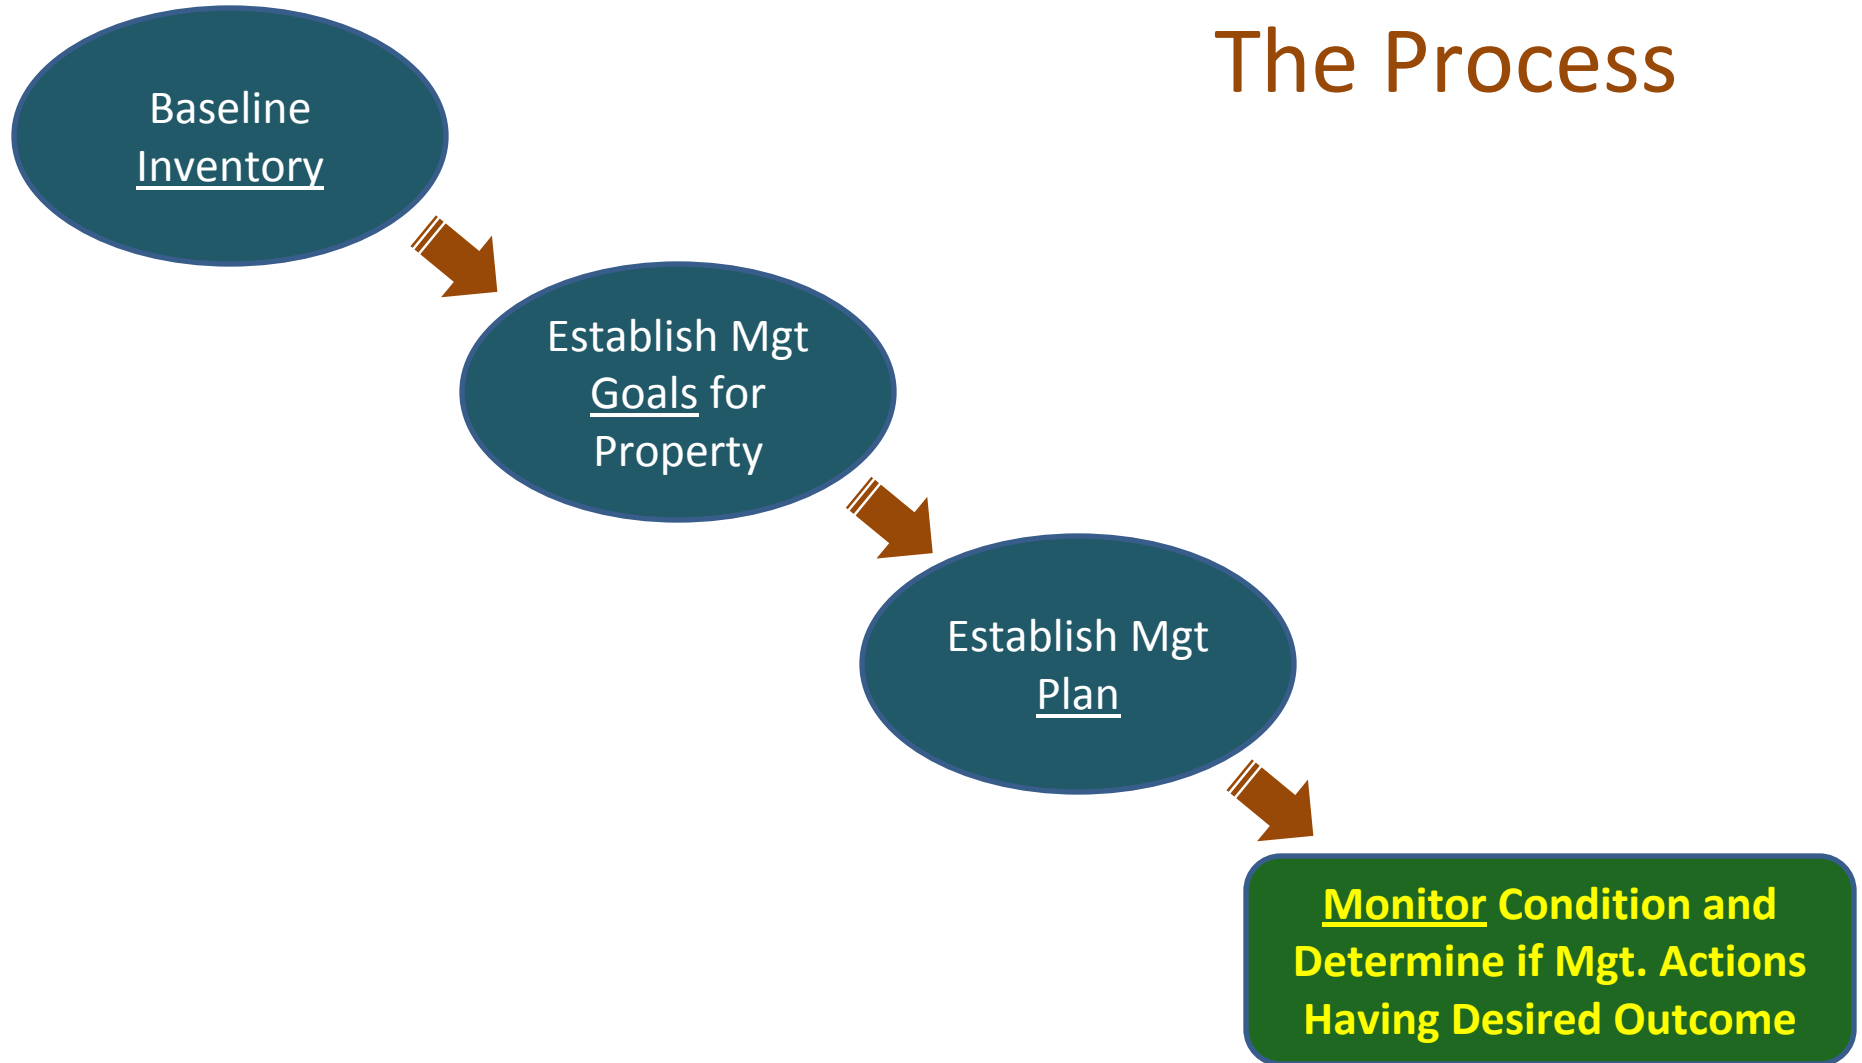 The Process
Baseline
Inventory
Establish Mgt
Goals for
Property
Establish Mgt
Plan
Monitor Condition and
Determine if Mgt. Actions
Having Desired Outcome